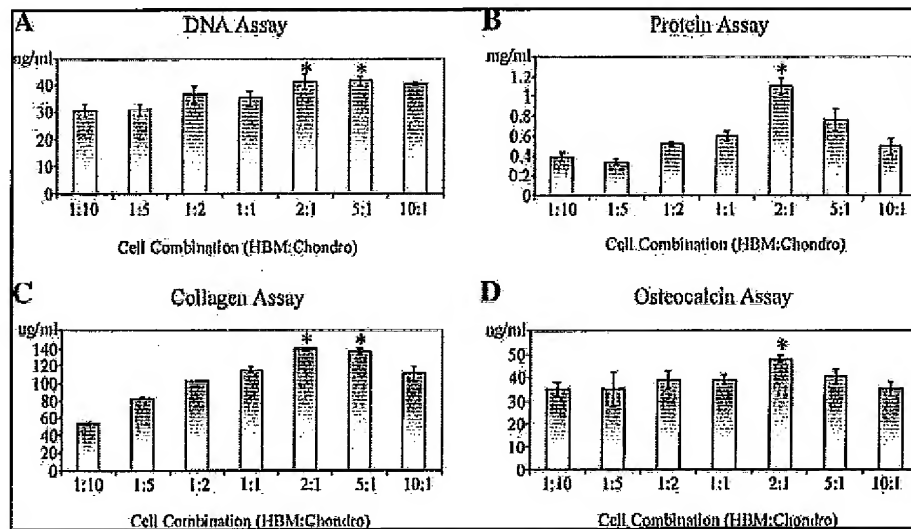 A DNA Assay
ng/ml
40
30
20
10
0
1:10 1:5 1:2 1:1 2:1 5:1 10:1
* *
Cell Combination (HBM:Chondro)
B Protein Assay
mg/ml
1.2
1
0.8
0.6
0.4
0.2
0
1:10 1:5 1:2 1:1 2:1 5:1 10:1
*
Cell Combination (HBM:Chondro)
C Collagen Assay
ug/ml
140
120
100
80
60
40
20
0
1:10 1:5 1:2 1:1 2:1 5:1 10:1
* *
Cell Combination (HBM:Chondro)
D Osteocalcin Assay
ng/ml
50
40
30
20
10
0
1:10 1:5 1:2 1:1 2:1 5:1 10:1
*
Cell Combination (HBM:Chondro)